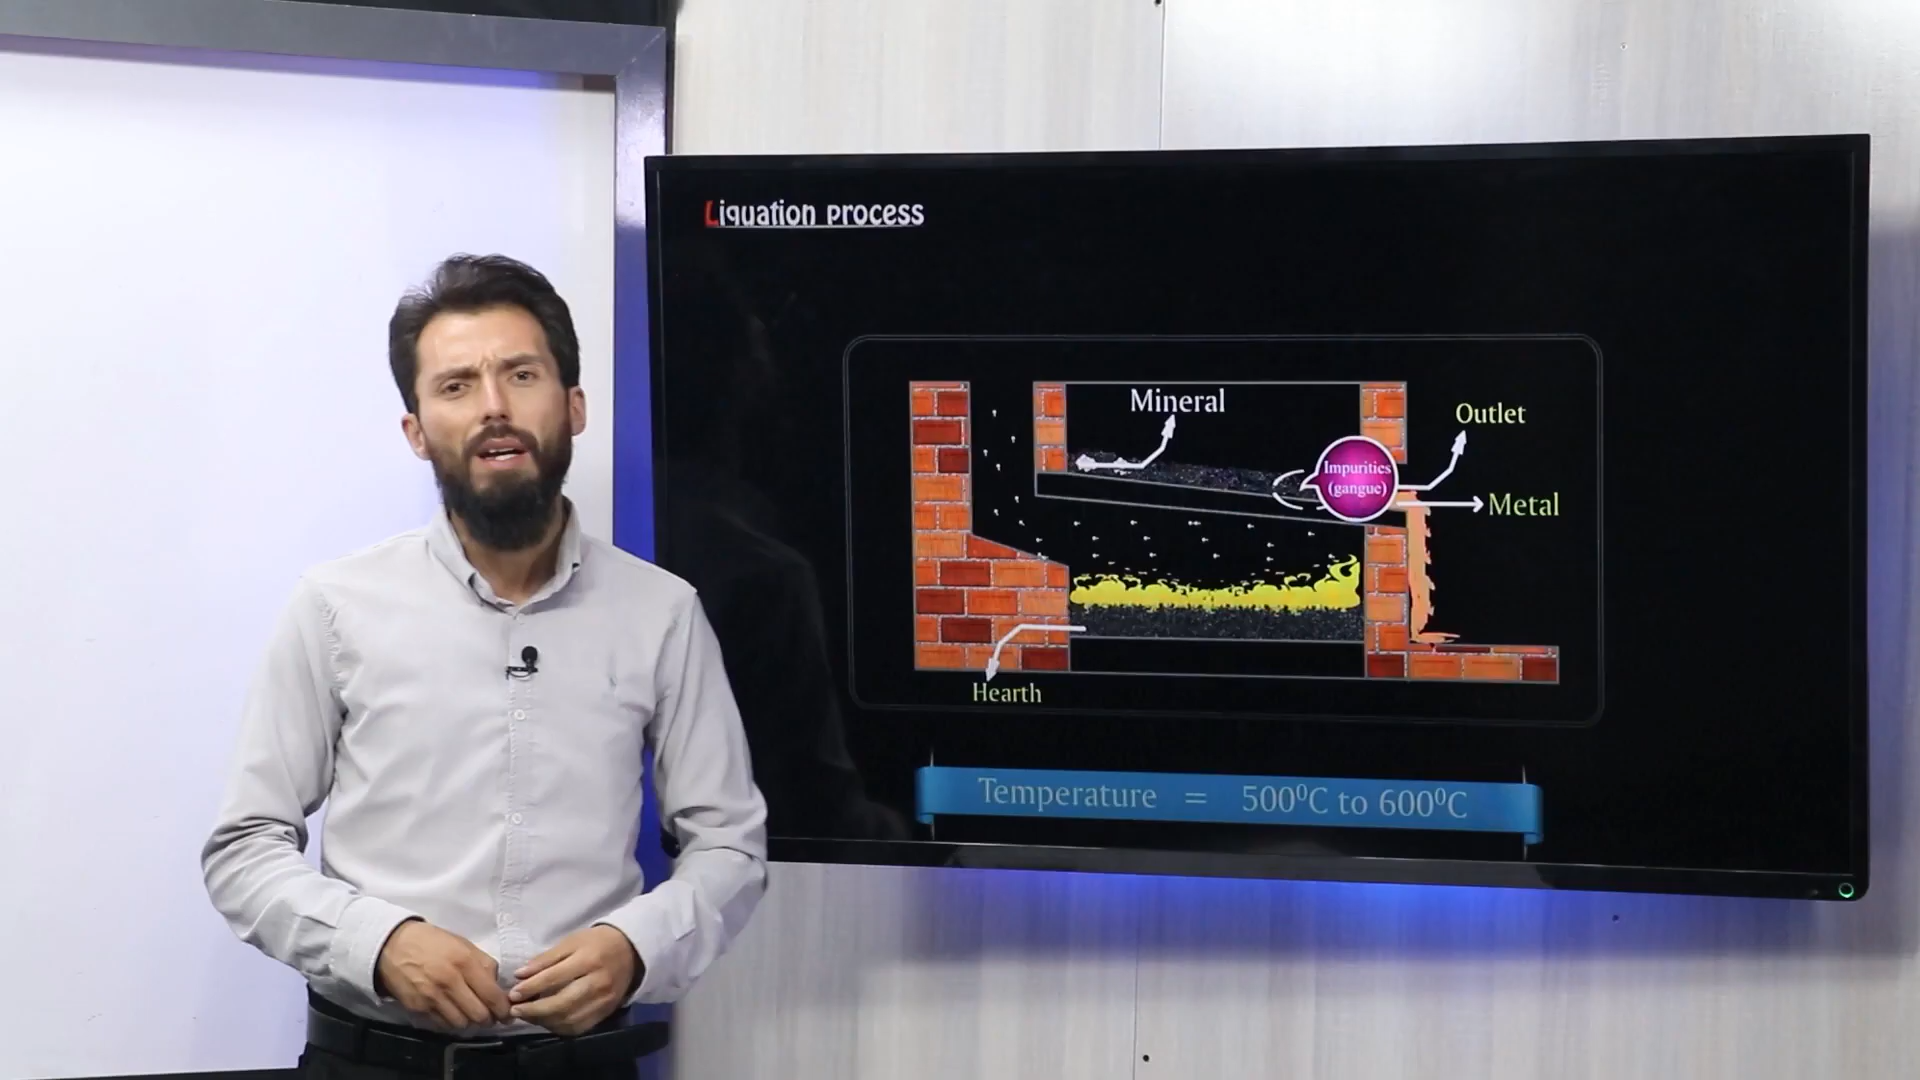 Liquation process
Mineral
Outlet
Impurities
(gangue)
Metal
Hearth
Temperature = 500⁰C to 600⁰C